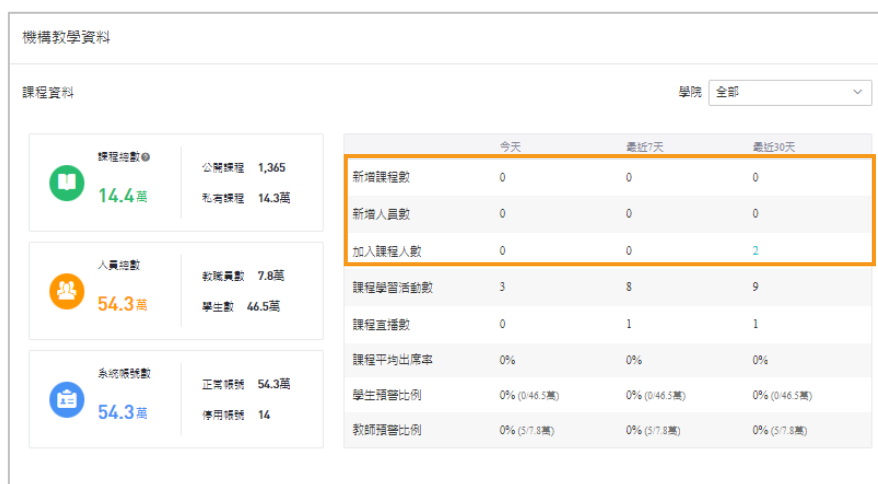 機構教學資料
課程資料
學院 全部
課程總數
14.4萬
公開課程 1,365
私有課程 14.3萬
人員總數
54.3萬
教職員數 7.8萬
學生數 46.5萬
系統帳號數
54.3萬
正常帳號 54.3萬
停用帳號 14
今天 最近7天 最近30天
新增課程數 0 0 0
新增人員數 0 0 0
加入課程人數 0 0 2
課程學習活動數 3 8 9
課程直播數 0 1 1
課程平均出席率 0% 0% 0%
學生預警比例 0% (0/46.5萬) 0% (0/46.5萬) 0% (0/46.5萬)
教師預警比例 0% (5/7.8萬) 0% (5/7.8萬) 0% (5/7.8萬)